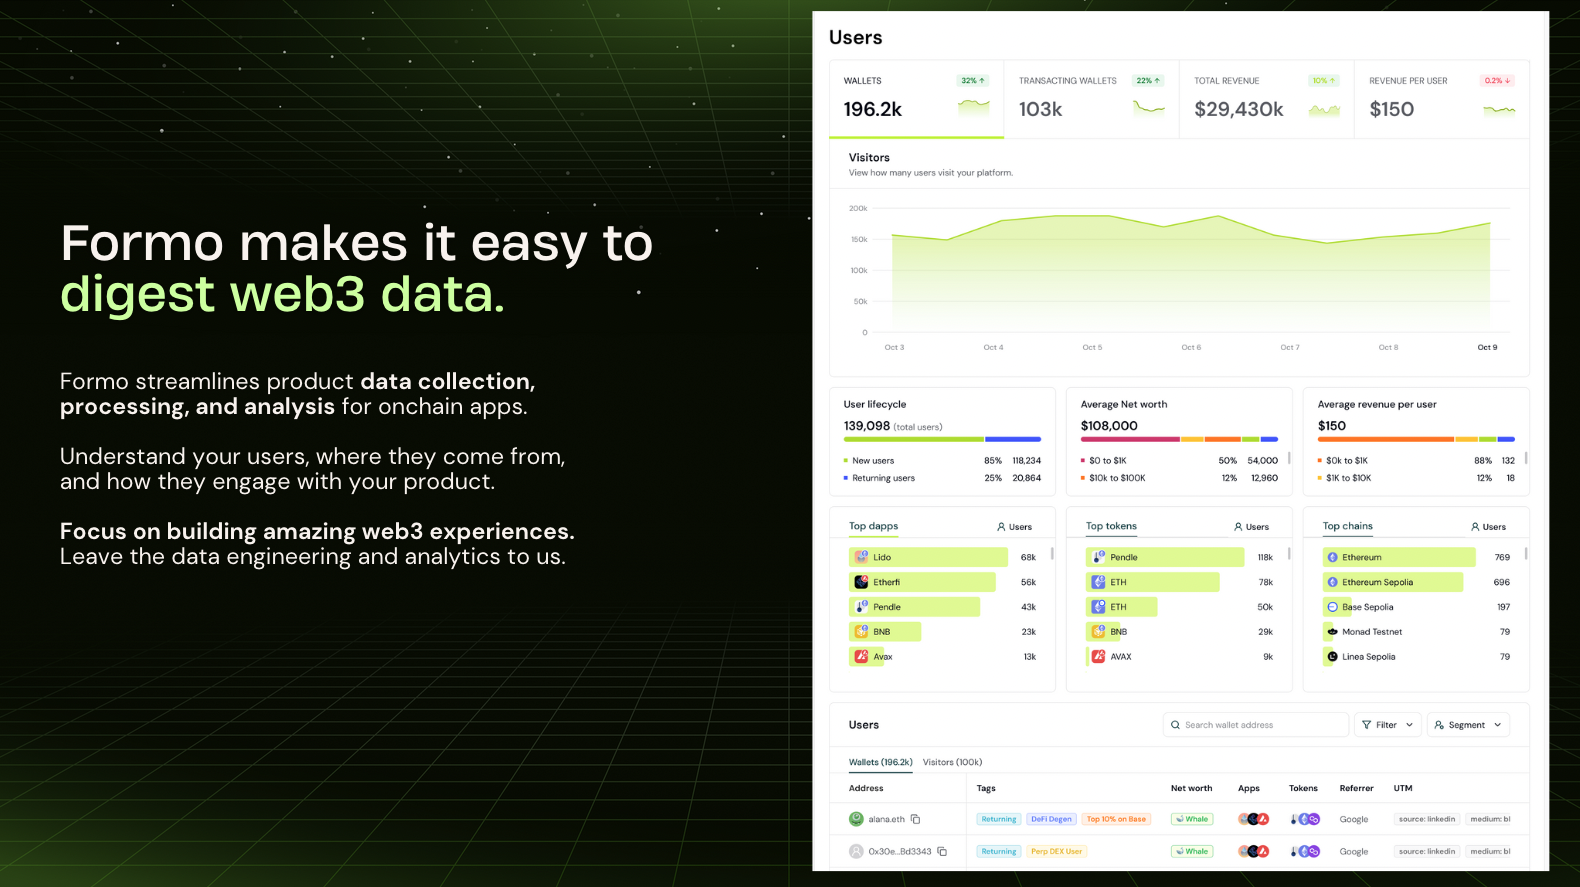 Formo makes it easy to
digest web3 data.
Formo streamlines product data collection,
processing, and analysis for onchain apps.
Understand your users, where they come from,
and how they engage with your product.
Focus on building amazing web3 experiences.
Leave the data engineering and analytics to us.
Users
WALLETS 32% ↑
196.2k
TRANSACTING WALLETS 22% ↑
103k
TOTAL REVENUE 10% ↑
$29,430k
REVENUE PER USER 0.2% ↓
$150
Visitors
View how many users visit your platform.
200k
150k
100k
50k
0
Oct 3 Oct 4 Oct 5 Oct 6 Oct 7 Oct 8 Oct 9
User lifecycle
139,098 (total users)
New users 85% 118,234
Returning users 25% 20,864
Average Net worth
$108,000
$0 to $1K 50% 54,000
$10k to $100K 12% 12,960
Average revenue per user
$150
$0k to $1K 88% 132
$1K to $10K 12% 18
Top dapps Users
Lido 68k
Etherfi 56k
Pendle 43k
BNB 23k
Avax 13k
Top tokens Users
Pendle 118k
ETH 78k
ETH 50k
BNB 29k
AVAX 9k
Top chains Users
Ethereum 769
Ethereum Sepolia 696
Base Sepolia 197
Monad Testnet 79
Linea Sepolia 79
Users Search wallet address Filter Segment
Wallets (196.2k) Visitors (100k)
Address Tags Net worth Apps Tokens Referrer UTM
alana.eth Returning DeFi Degen Top 10% on Base Whale Google source: linkedin medium: bl
0x30e...Bd3343 Returning Perp DEX User Whale Google source: linkedin medium: bl